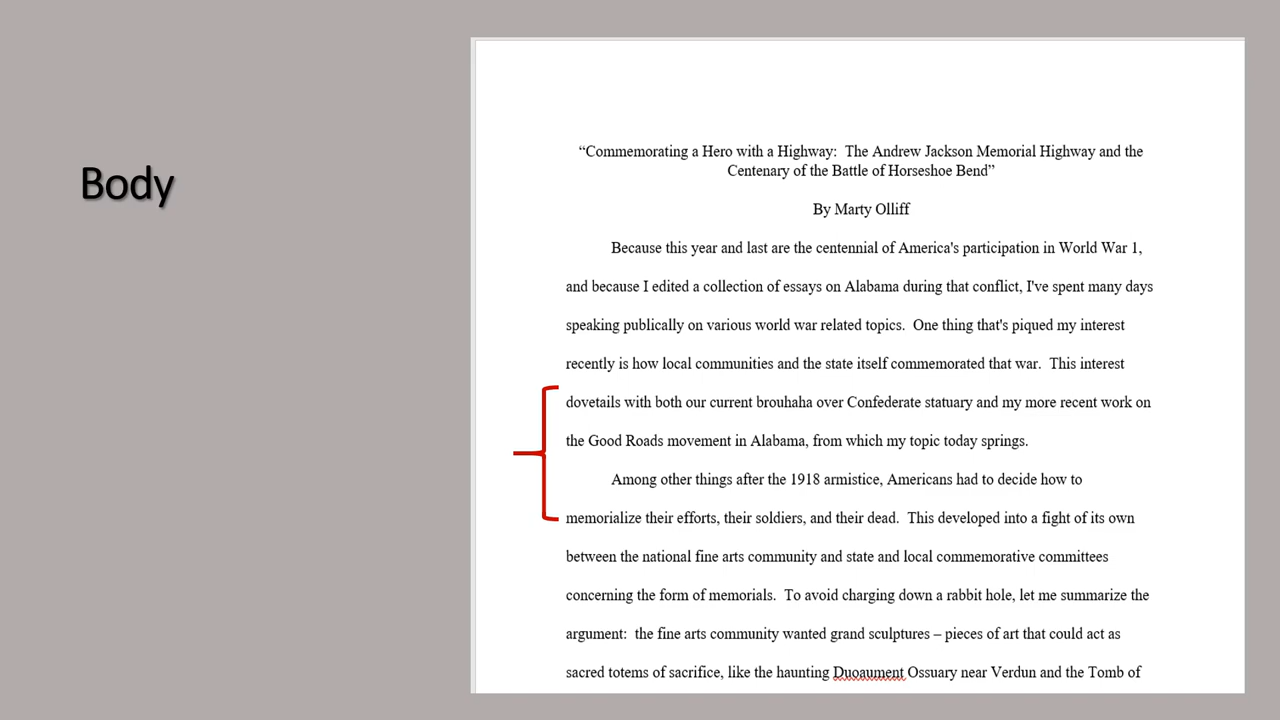 Body
“Commemorating a Hero with a Highway:  The Andrew Jackson Memorial Highway and the
Centenary of the Battle of Horseshoe Bend”
By Marty Olliff
Because this year and last are the centennial of America's participation in World War 1,
and because I edited a collection of essays on Alabama during that conflict, I've spent many days
speaking publically on various world war related topics.  One thing that's piqued my interest
recently is how local communities and the state itself commemorated that war.  This interest
dovetails with both our current brouhaha over Confederate statuary and my more recent work on
the Good Roads movement in Alabama, from which my topic today springs.
Among other things after the 1918 armistice, Americans had to decide how to
memorialize their efforts, their soldiers, and their dead.  This developed into a fight of its own
between the national fine arts community and state and local commemorative committees
concerning the form of memorials.  To avoid charging down a rabbit hole, let me summarize the
argument:  the fine arts community wanted grand sculptures – pieces of art that could act as
sacred totems of sacrifice, like the haunting Duoaument Ossuary near Verdun and the Tomb of